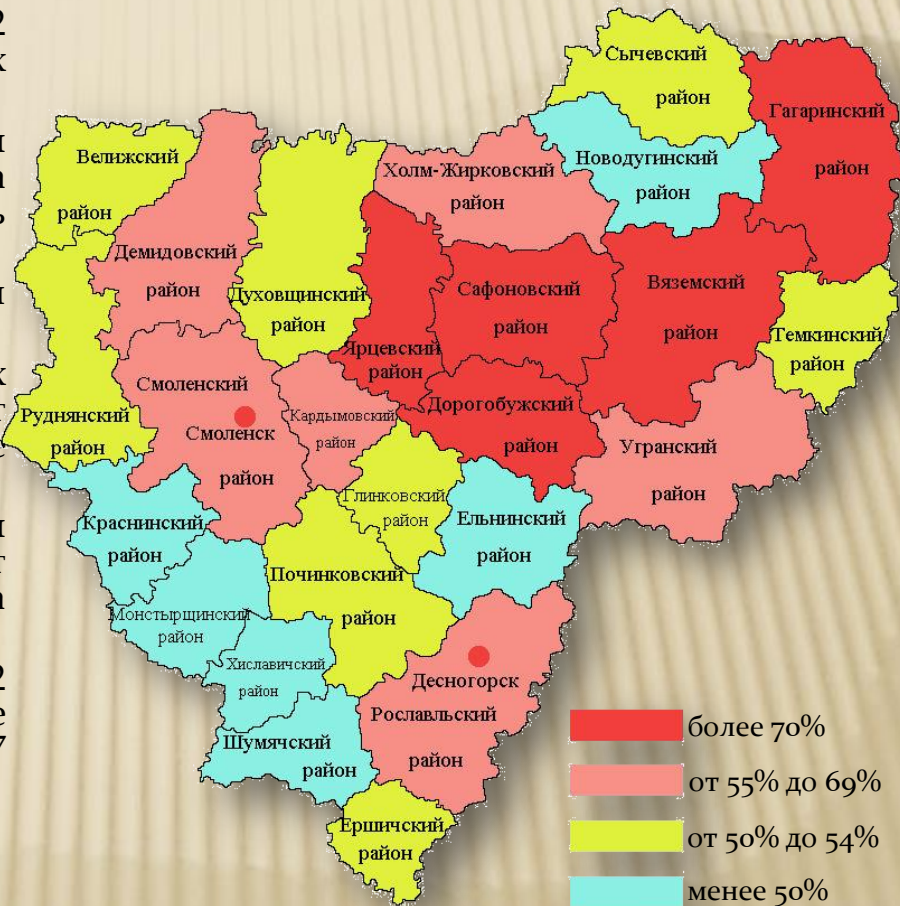 Сычевский
район
Гагаринский
район
Велижский
район
Холм-Жирковский
район
Новодугинский
район
Демидовский
район
Духовщинский
район
Сафоновский
район
Вяземский
район
Ярцевский
район
Темкинский
район
Смоленский
Смоленск
район
Руднянский
район
Кардымовский
район
Дорогобужский
район
Угранский
район
Глинковский
район
Ельнинский
район
Краснинский
район
Починковский
район
Монстырщинский
район
Хиславичский
район
Десногорск
Рославльский
район
Шумячский
район
Ершичский
район
более 70%
от 55% до 69%
от 50% до 54%
менее 50%